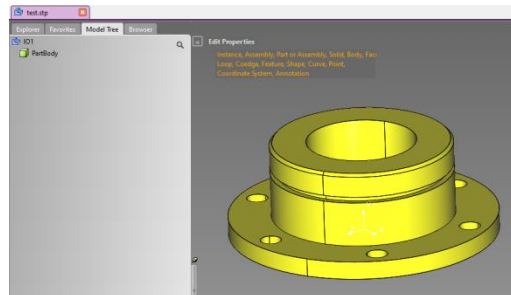 test.stp
Explorer Favorites Model Tree Browser
IO1
PartBody
Edit Properties
Instance, Assembly, Part or Assembly, Solid, Body, Face
Loop, Coedge, Feature, Shape, Curve, Point,
Coordinate System, Annotation